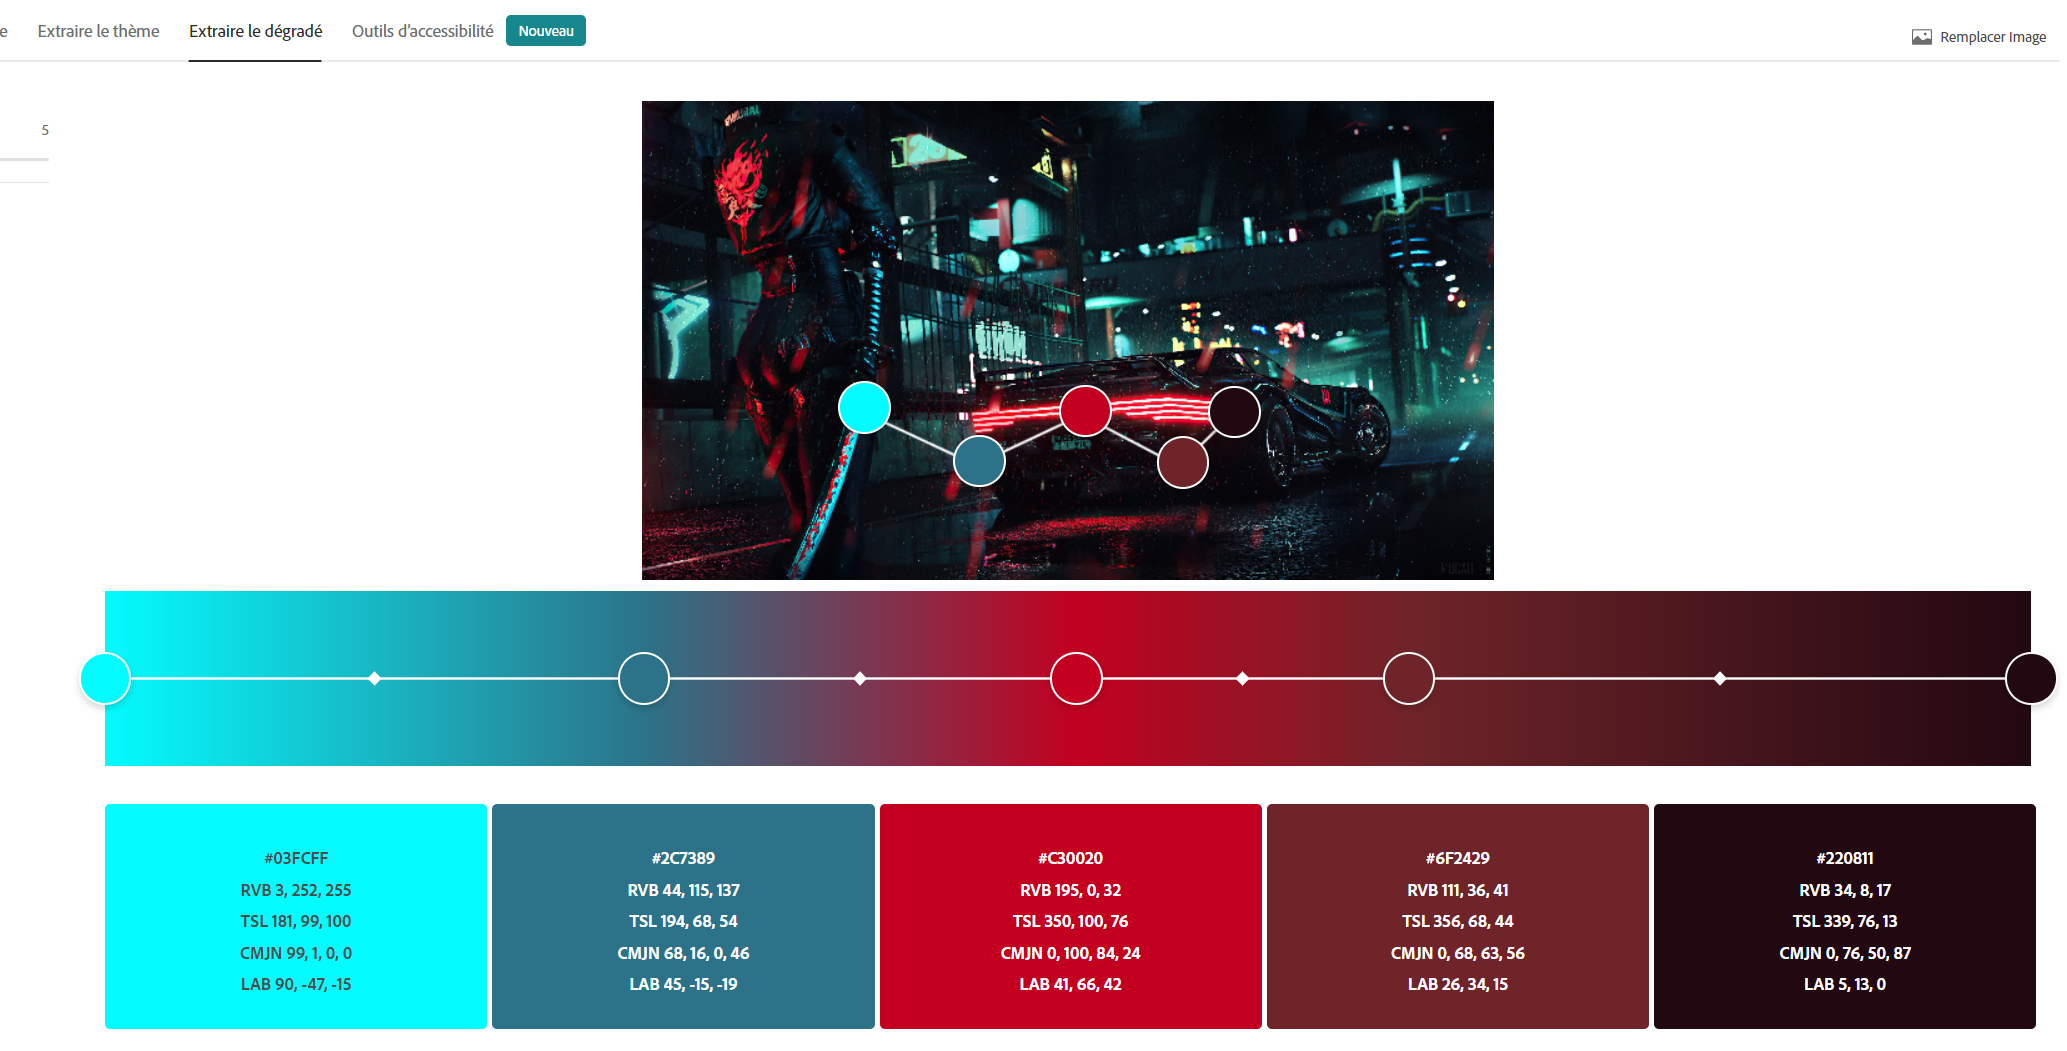 e
Extraire le thème
Extraire le dégradé
Outils d'accessibilité
Nouveau
Remplacer Image
5
#03FCFF
RVB 3, 252, 255
TSL 181, 99, 100
CMJN 99, 1, 0, 0
LAB 90, -47, -15
#2C7389
RVB 44, 115, 137
TSL 194, 68, 54
CMJN 68, 16, 0, 46
LAB 45, -15, -19
#C30020
RVB 195, 0, 32
TSL 350, 100, 76
CMJN 0, 100, 84, 24
LAB 41, 66, 42
#6F2429
RVB 111, 36, 41
TSL 356, 68, 44
CMJN 0, 68, 63, 56
LAB 26, 34, 15
#220811
RVB 34, 8, 17
TSL 339, 76, 13
CMJN 0, 76, 50, 87
LAB 5, 13, 0